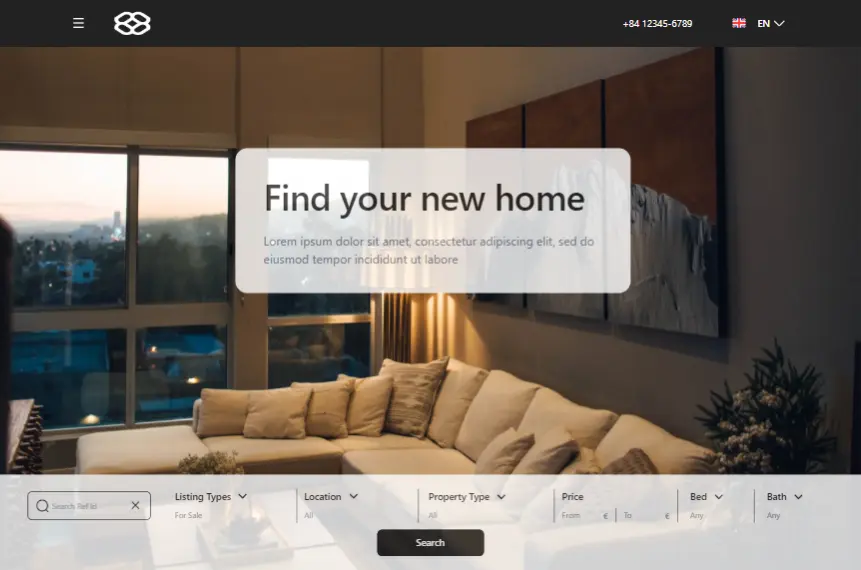 +84 12345-6789
EN
Find your new home
Lorem ipsum dolor sit amet, consectetur adipiscing elit, sed do
eiusmod tempor incididunt ut labore
Search Ref Id
Listing Types
For Sale
Location
All
Property Type
All
Price
From €
To €
Bed
Any
Bath
Any
Search